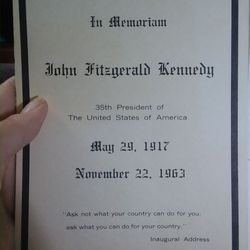 In Memoriam
John Fitzgerald Kennedy
35th President of
The United States of America
May 29, 1917
November 22, 1963
"Ask not what your country can do for you,
ask what you can do for your country."
Inaugural Address